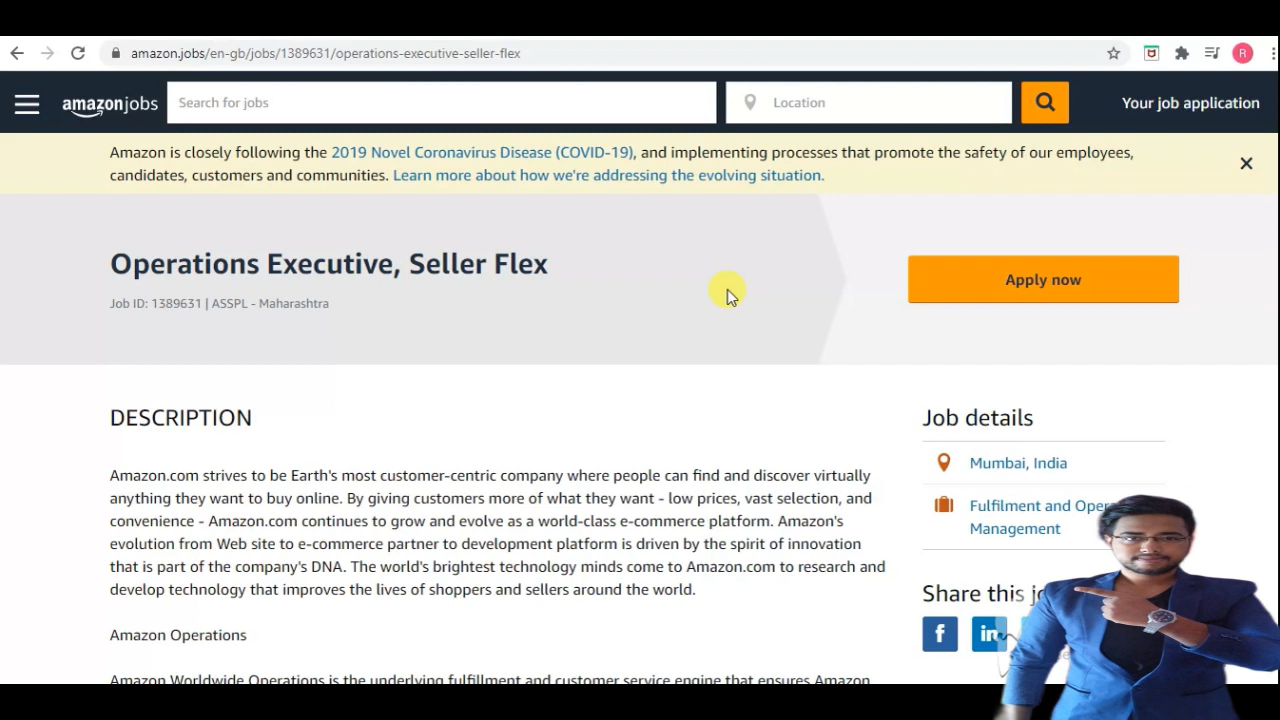 amazon.jobs/en-gb/jobs/1389631/operations-executive-seller-flex
R
amazonjobs
Search for jobs
Location
Your job application
Amazon is closely following the 2019 Novel Coronavirus Disease (COVID-19), and implementing processes that promote the safety of our employees,
candidates, customers and communities. Learn more about how we're addressing the evolving situation.
Operations Executive, Seller Flex
Apply now
Job ID: 1389631 | ASSPL - Maharashtra
DESCRIPTION
Amazon.com strives to be Earth's most customer-centric company where people can find and discover virtually
anything they want to buy online. By giving customers more of what they want - low prices, vast selection, and
convenience - Amazon.com continues to grow and evolve as a world-class e-commerce platform. Amazon's
evolution from Web site to e-commerce partner to development platform is driven by the spirit of innovation
that is part of the company's DNA. The world's brightest technology minds come to Amazon.com to research and
develop technology that improves the lives of shoppers and sellers around the world.
Amazon Operations
Amazon Worldwide Operations is the underlying fulfillment and customer service engine that ensures Amazon
Job details
Mumbai, India
Fulfilment and Oper
Management
Share this jo
f
in